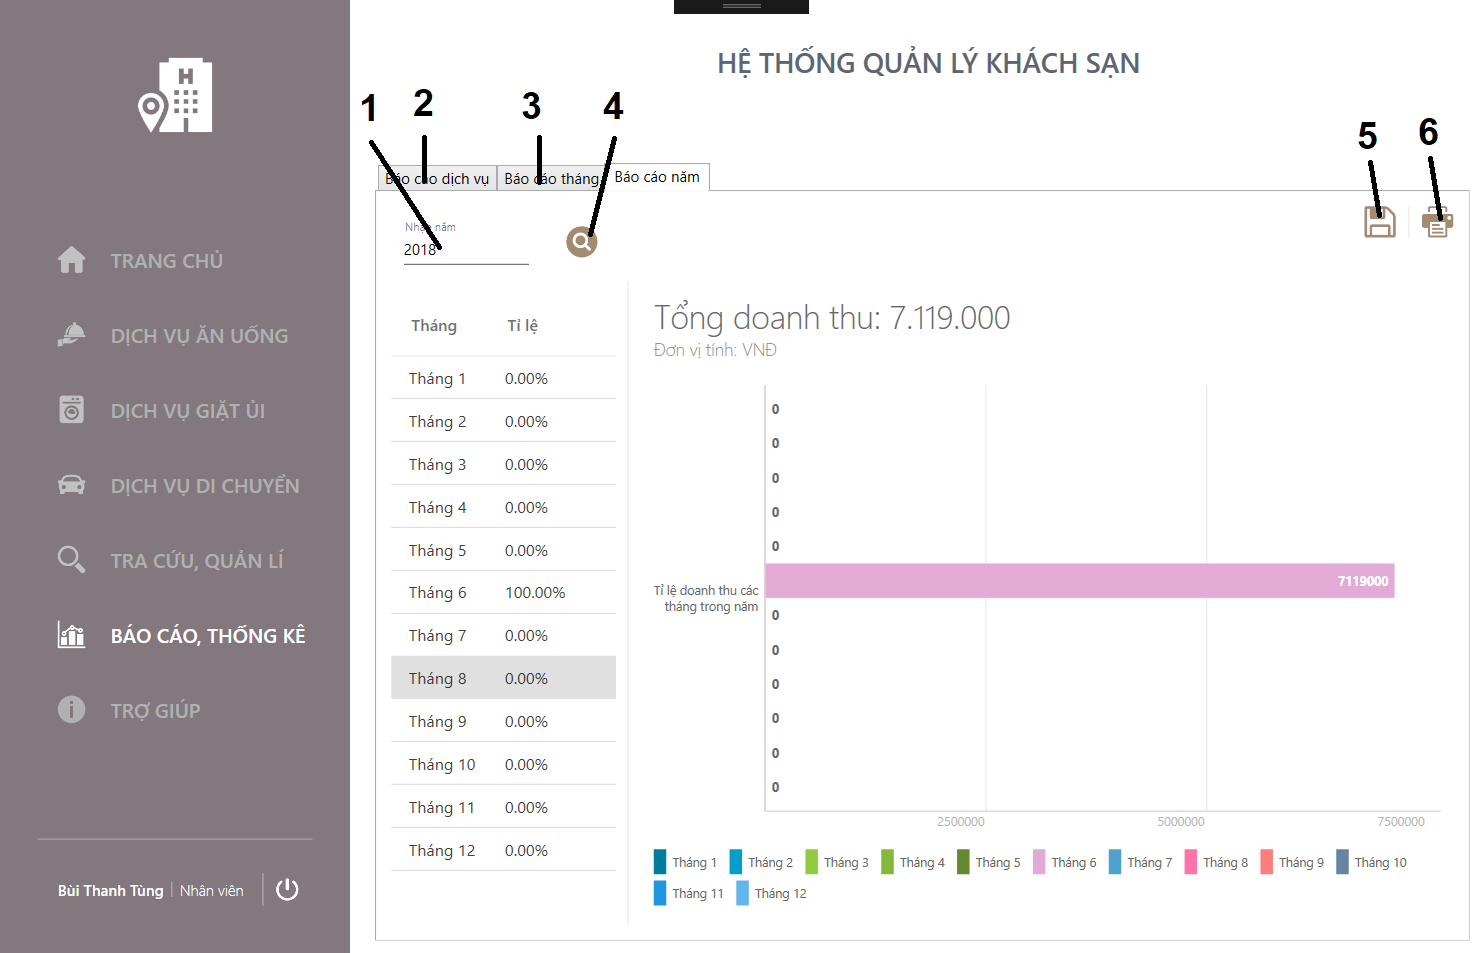 HỆ THỐNG QUẢN LÝ KHÁCH SẠN
H
1 2 3 4 5 6
Báo cáo dịch vụ Báo cáo tháng Báo cáo năm
Nhập năm
2018
TRANG CHỦ
DỊCH VỤ ĂN UỐNG
DỊCH VỤ GIẶT ỦI
DỊCH VỤ DI CHUYỂN
TRA CỨU, QUẢN LÍ
BÁO CÁO, THỐNG KÊ
TRỢ GIÚP
Bùi Thanh Tùng | Nhân viên
Tháng Tỉ lệ
Tháng 1 0.00%
Tháng 2 0.00%
Tháng 3 0.00%
Tháng 4 0.00%
Tháng 5 0.00%
Tháng 6 100.00%
Tháng 7 0.00%
Tháng 8 0.00%
Tháng 9 0.00%
Tháng 10 0.00%
Tháng 11 0.00%
Tháng 12 0.00%
Tổng doanh thu: 7.119.000
Đơn vị tính: VNĐ
0
0
0
0
0
7119000
0
0
0
0
0
0
Tỉ lệ doanh thu các
tháng trong năm
2500000 5000000 7500000
Tháng 1 Tháng 2 Tháng 3 Tháng 4 Tháng 5 Tháng 6 Tháng 7 Tháng 8 Tháng 9 Tháng 10
Tháng 11 Tháng 12